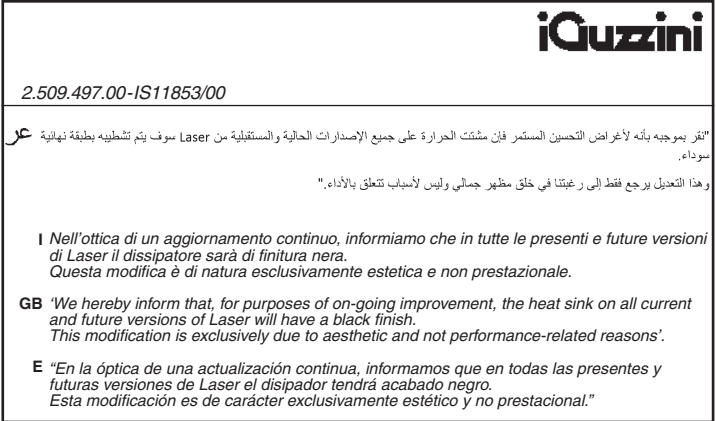 iGuzzini
2.509.497.00-IS11853/00
عر "نقر بموجبه بأنه لأغراض التحسين المستمر فإن مشتت الحرارة على جميع الإصدارات الحالية والمستقبلية من Laser سوف يتم تشطيبه بطبقة نهائية
سوداء.
وهذا التعديل يرجع فقط إلى رغبتنا في خلق مظهر جمالي وليس لأسباب تتعلق بالأداء."
I Nell'ottica di un aggiornamento continuo, informiamo che in tutte le presenti e future versioni
di Laser il dissipatore sarà di finitura nera.
Questa modifica è di natura esclusivamente estetica e non prestazionale.
GB 'We hereby inform that, for purposes of on-going improvement, the heat sink on all current
and future versions of Laser will have a black finish.
This modification is exclusively due to aesthetic and not performance-related reasons'.
E “En la óptica de una actualización continua, informamos que en todas las presentes y
futuras versiones de Laser el disipador tendrá acabado negro.
Esta modificación es de carácter exclusivamente estético y no prestacional.”